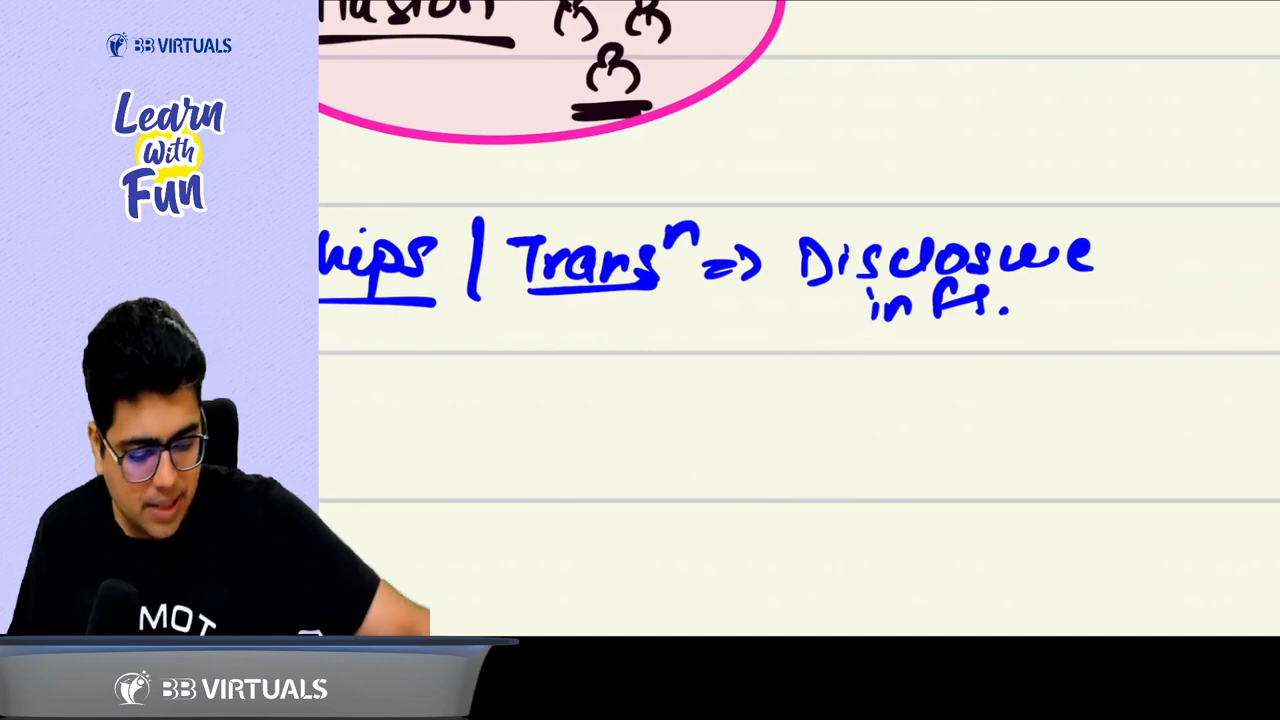 BB VIRTUALS
Learn
With
Fun
hips | Transⁿ => Disclosure
in FS.
MOT
BB VIRTUALS